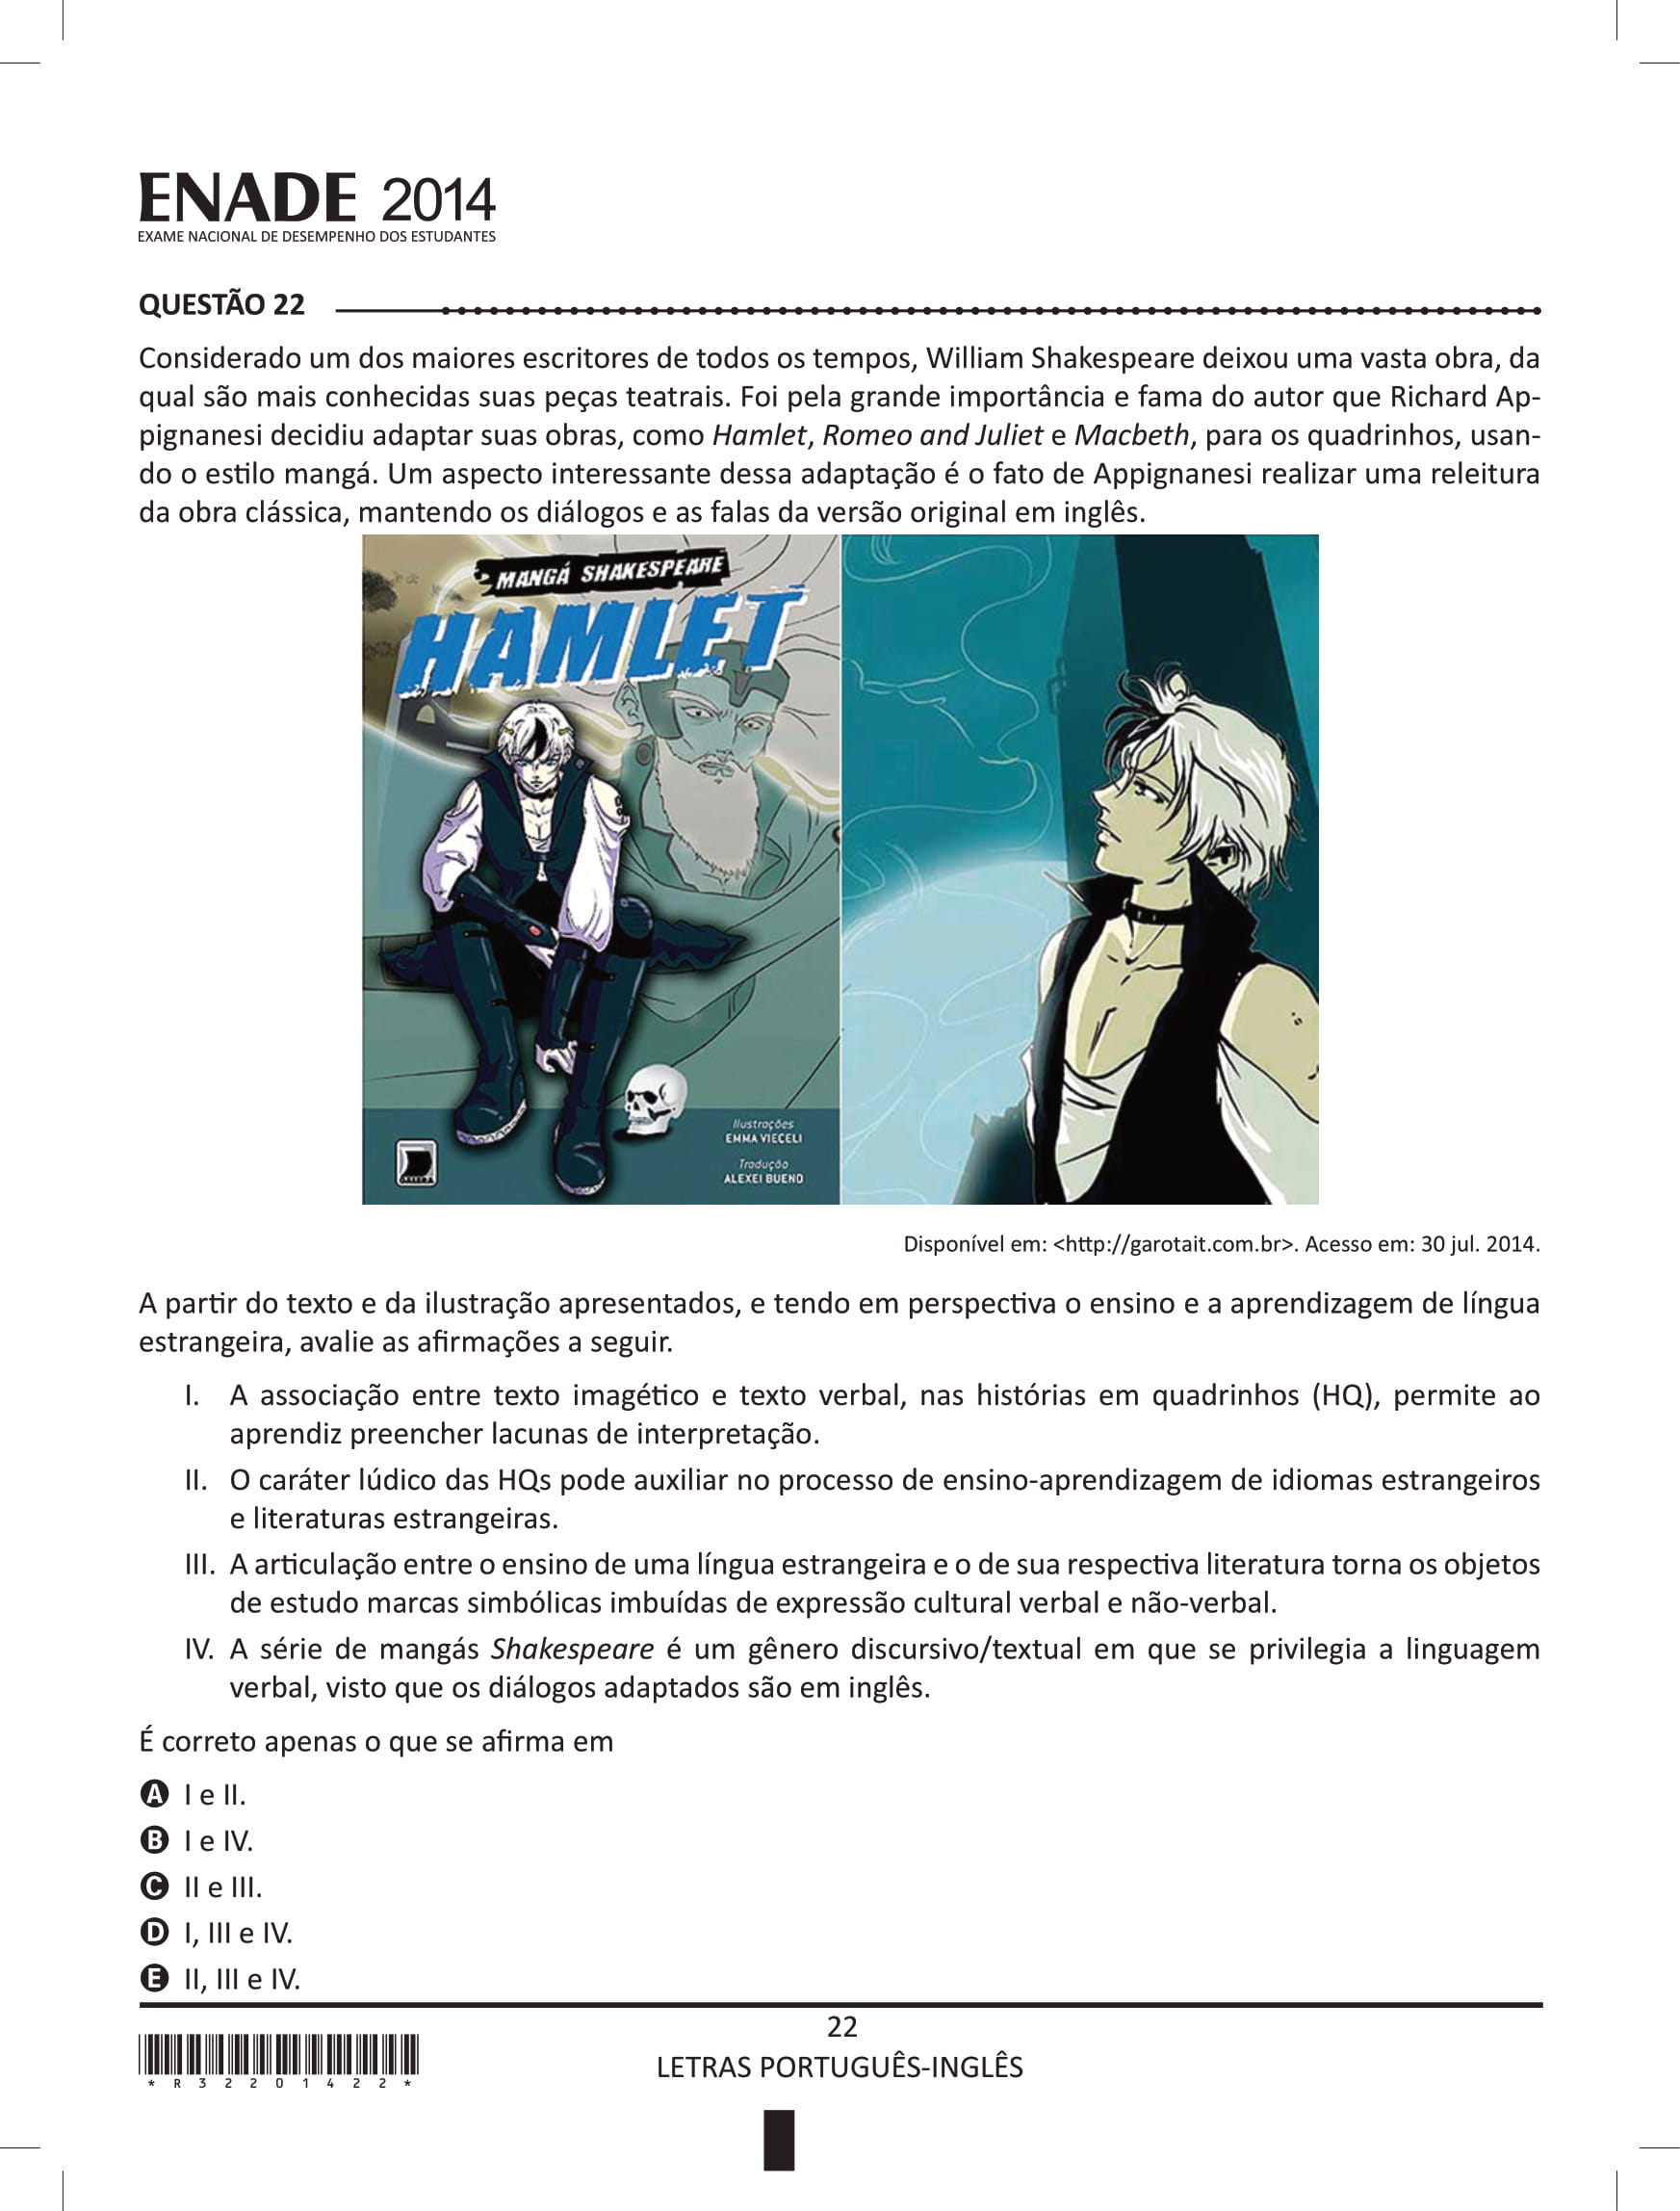 ENADE 2014
EXAME NACIONAL DE DESEMPENHO DOS ESTUDANTES
QUESTÃO 22
Considerado um dos maiores escritores de todos os tempos, William Shakespeare deixou uma vasta obra, da
qual são mais conhecidas suas peças teatrais. Foi pela grande importância e fama do autor que Richard Ap-
pignanesi decidiu adaptar suas obras, como Hamlet, Romeo and Juliet e Macbeth, para os quadrinhos, usan-
do o estilo mangá. Um aspecto interessante dessa adaptação é o fato de Appignanesi realizar uma releitura
da obra clássica, mantendo os diálogos e as falas da versão original em inglês.
MANGÁ SHAKESPEARE
HAMLET
Ilustrações
EMMA VIECELI
Tradução
ALEXEI BUENO
GALERA
Disponível em: <http://garotait.com.br>. Acesso em: 30 jul. 2014.
A partir do texto e da ilustração apresentados, e tendo em perspectiva o ensino e a aprendizagem de língua
estrangeira, avalie as afirmações a seguir.
I. A associação entre texto imagético e texto verbal, nas histórias em quadrinhos (HQ), permite ao
aprendiz preencher lacunas de interpretação.
II. O caráter lúdico das HQs pode auxiliar no processo de ensino-aprendizagem de idiomas estrangeiros
e literaturas estrangeiras.
III. A articulação entre o ensino de uma língua estrangeira e o de sua respectiva literatura torna os objetos
de estudo marcas simbólicas imbuídas de expressão cultural verbal e não-verbal.
IV. A série de mangás Shakespeare é um gênero discursivo/textual em que se privilegia a linguagem
verbal, visto que os diálogos adaptados são em inglês.
É correto apenas o que se afirma em
A I e II.
B I e IV.
C II e III.
D I, III e IV.
E II, III e IV.
22
LETRAS PORTUGUÊS-INGLÊS
* R 3 2 2 0 1 4 2 2 *